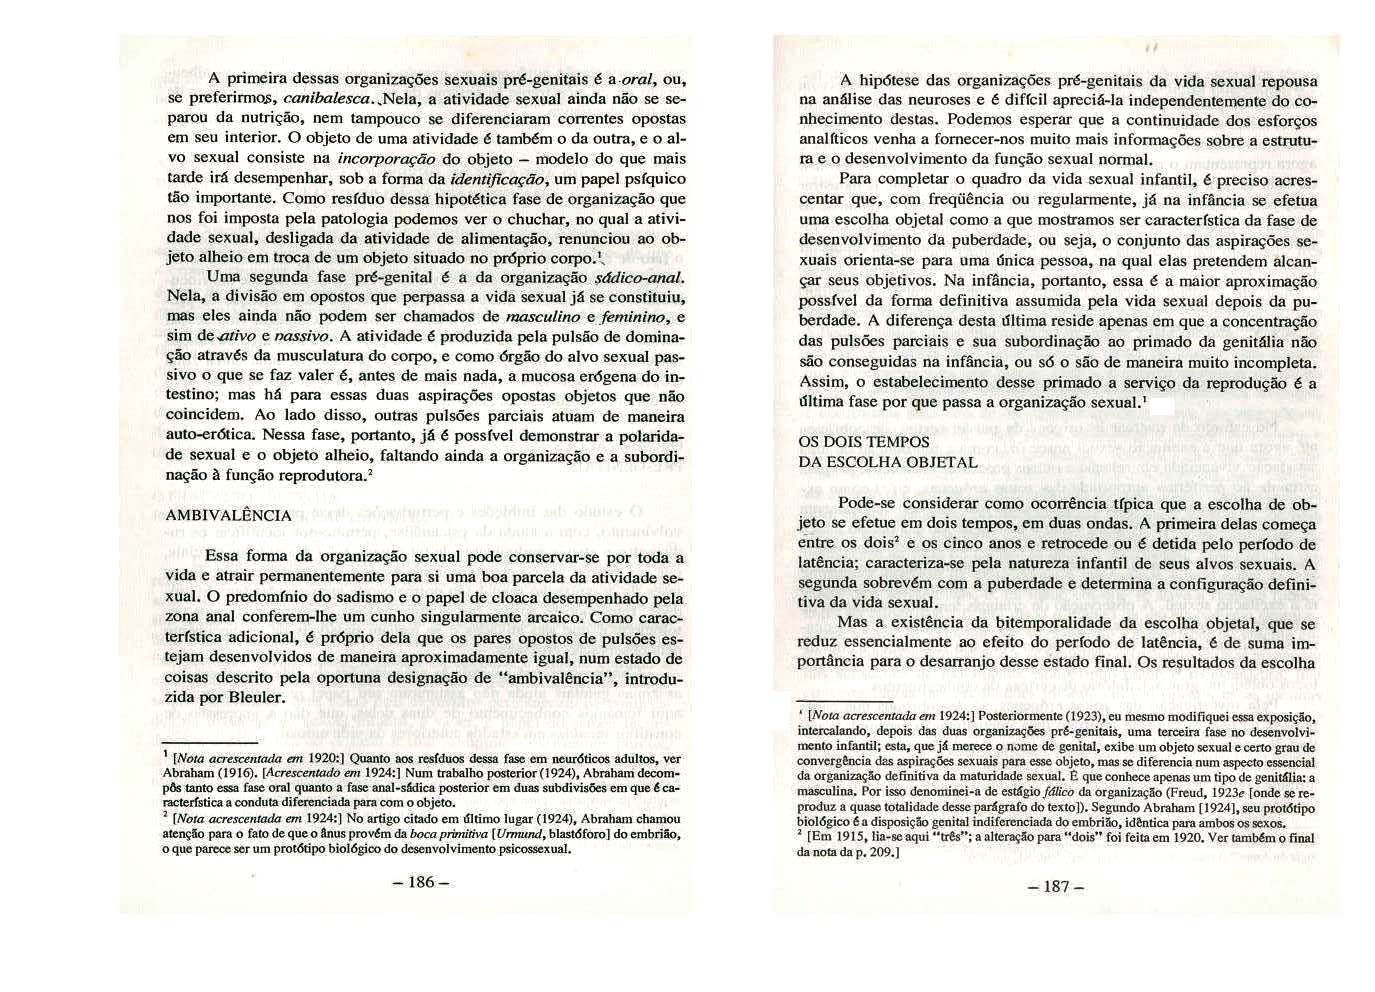 A primeira dessas organizações sexuais pré-genitais é a oral, ou,
se preferirmos, canibalesca. Nela, a atividade sexual ainda não se se-
parou da nutrição, nem tampouco se diferenciaram correntes opostas
em seu interior. O objeto de uma atividade é também o da outra, e o al-
vo sexual consiste na incorporação do objeto — modelo do que mais
tarde irá desempenhar, sob a forma da identificação, um papel psíquico
tão importante. Como resíduo dessa hipotética fase de organização que
nos foi imposta pela patologia podemos ver o chuchar, no qual a ativi-
dade sexual, desligada da atividade de alimentação, renunciou ao ob-
jeto alheio em troca de um objeto situado no próprio corpo.¹
Uma segunda fase pré-genital é a da organização sádico-anal.
Nela, a divisão em opostos que perpassa a vida sexual já se constituiu,
mas eles ainda não podem ser chamados de masculino e feminino, e
sim de ativo e passivo. A atividade é produzida pela pulsão de domina-
ção através da musculatura do corpo, e como órgão do alvo sexual pas-
sivo o que se faz valer é, antes de mais nada, a mucosa erógena do in-
testino; mas há para essas duas aspirações opostas objetos que não
coincidem. Ao lado disso, outras pulsões parciais atuam de maneira
auto-erótica. Nessa fase, portanto, já é possível demonstrar a polarida-
de sexual e o objeto alheio, faltando ainda a organização e a subordi-
nação à função reprodutora.²
AMBIVALÊNCIA
Essa forma da organização sexual pode conservar-se por toda a
vida e atrair permanentemente para si uma boa parcela da atividade se-
xual. O predomínio do sadismo e o papel de cloaca desempenhado pela
zona anal conferem-lhe um cunho singularmente arcaico. Como carac-
terística adicional, é próprio dela que os pares opostos de pulsões es-
tejam desenvolvidos de maneira aproximadamente igual, num estado de
coisas descrito pela oportuna designação de “ambivalência”, introdu-
zida por Bleuler.
¹ [Nota acrescentada em 1920:] Quanto aos resíduos dessa fase em neuróticos adultos, ver
Abraham (1916). [Acrescentado em 1924:] Num trabalho posterior (1924), Abraham decom-
pôs tanto essa fase oral quanto a fase anal-sádica posterior em duas subdivisões em que é ca-
racterística a conduta diferenciada para com o objeto.
² [Nota acrescentada em 1924:] No artigo citado em último lugar (1924), Abraham chamou
atenção para o fato de que o ânus provém da boca primitiva [Urmund, blastóforo] do embrião,
o que parece ser um protótipo biológico do desenvolvimento psicossexual.
— 186 —
A hipótese das organizações pré-genitais da vida sexual repousa
na análise das neuroses e é difícil apreciá-la independentemente do co-
nhecimento destas. Podemos esperar que a continuidade dos esforços
analíticos venha a fornecer-nos muito mais informações sobre a estrutu-
ra e o desenvolvimento da função sexual normal.
Para completar o quadro da vida sexual infantil, é preciso acres-
centar que, com freqüência ou regularmente, já na infância se efetua
uma escolha objetal como a que mostramos ser característica da fase de
desenvolvimento da puberdade, ou seja, o conjunto das aspirações se-
xuais orienta-se para uma única pessoa, na qual elas pretendem alcan-
çar seus objetivos. Na infância, portanto, essa é a maior aproximação
possível da forma definitiva assumida pela vida sexual depois da pu-
berdade. A diferença desta última reside apenas em que a concentração
das pulsões parciais e sua subordinação ao primado da genitália não
são conseguidas na infância, ou só o são de maneira muito incompleta.
Assim, o estabelecimento desse primado a serviço da reprodução é a
última fase por que passa a organização sexual.¹
OS DOIS TEMPOS
DA ESCOLHA OBJETAL
Pode-se considerar como ocorrência típica que a escolha de ob-
jeto se efetue em dois tempos, em duas ondas. A primeira delas começa
entre os dois² e os cinco anos e retrocede ou é detida pelo período de
latência; caracteriza-se pela natureza infantil de seus alvos sexuais. A
segunda sobrevém com a puberdade e determina a configuração defini-
tiva da vida sexual.
Mas a existência da bitemporalidade da escolha objetal, que se
reduz essencialmente ao efeito do período de latência, é de suma im-
portância para o desarranjo desse estado final. Os resultados da escolha
¹ [Nota acrescentada em 1924:] Posteriormente (1923), eu mesmo modifiquei essa exposição,
intercalando, depois das duas organizações pré-genitais, uma terceira fase no desenvolvi-
mento infantil; esta, que já merece o nome de genital, exibe um objeto sexual e certo grau de
convergência das aspirações sexuais para esse objeto, mas se diferencia num aspecto essencial
da organização definitiva da maturidade sexual. É que conhece apenas um tipo de genitália: a
masculina. Por isso denominei-a de estágio fálico da organização (Freud, 1923e [onde se re-
produz a quase totalidade desse parágrafo do texto]). Segundo Abraham [1924], seu protótipo
biológico é a disposição genital indiferenciada do embrião, idêntica para ambos os sexos.
² [Em 1915, lia-se aqui “três”; a alteração para “dois” foi feita em 1920. Ver também o final
da nota da p. 209.]
— 187 —